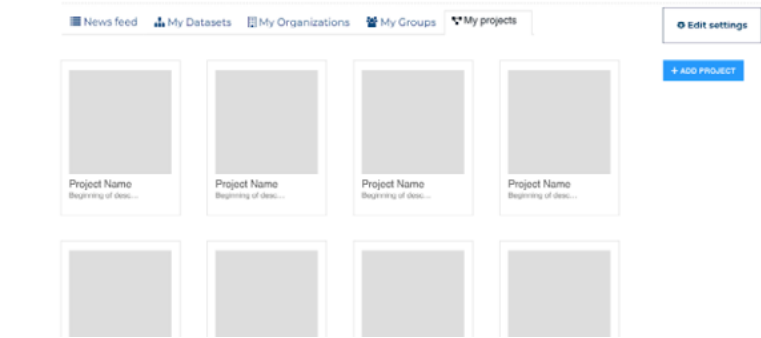 News feed My Datasets My Organizations My Groups My projects
Edit settings
+ ADD PROJECT
Project Name Project Name Project Name Project Name
Beginning of desc... Beginning of desc... Beginning of desc... Beginning of desc...